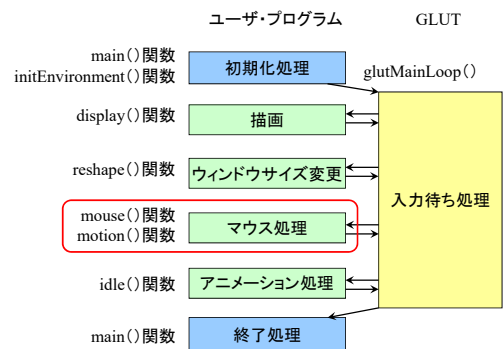 ユーザ・プログラム GLUT
main()関数
initEnvironment()関数
初期化処理
glutMainLoop()
display()関数
描画
reshape()関数
ウィンドウサイズ変更
入力待ち処理
mouse()関数
motion()関数
マウス処理
idle()関数
アニメーション処理
main()関数
終了処理